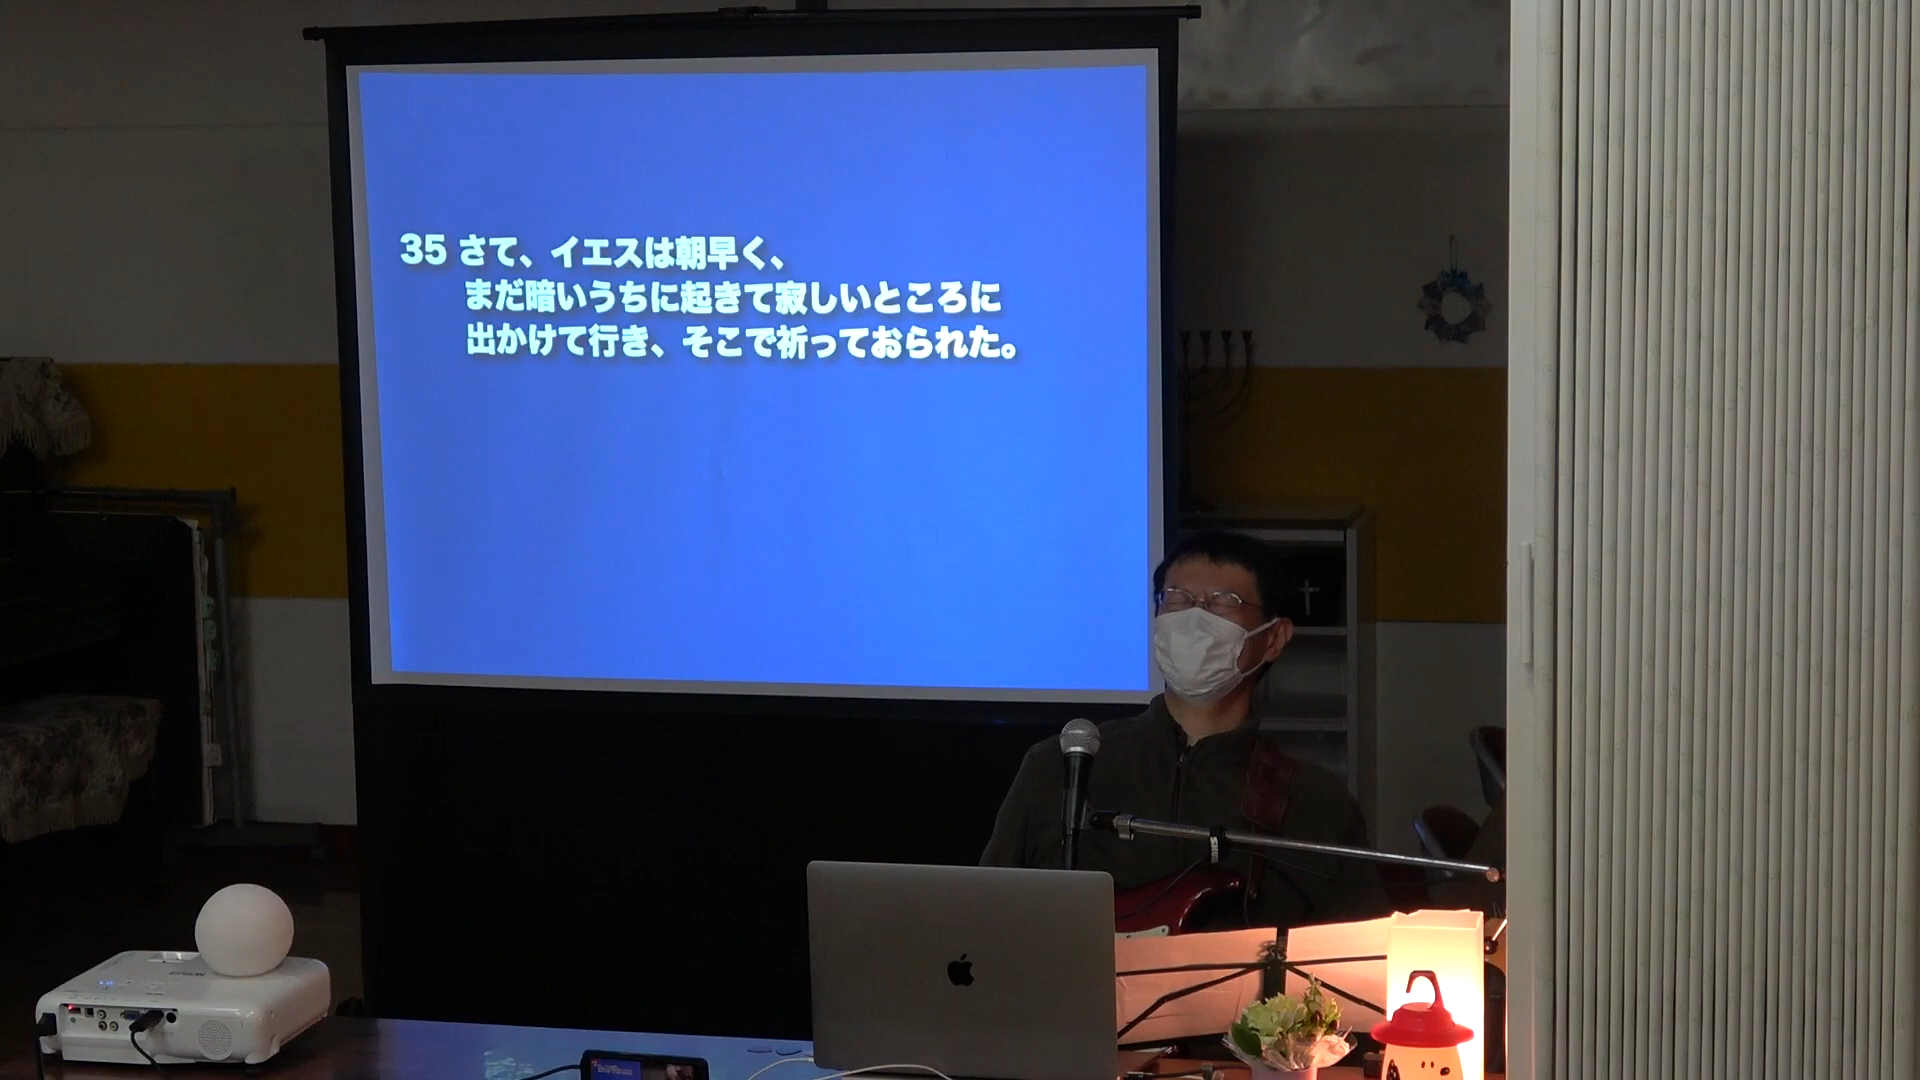 35 さて、イエスは朝早く、
まだ暗いうちに起きて寂しいところに
出かけて行き、そこで祈っておられた。
EPSON